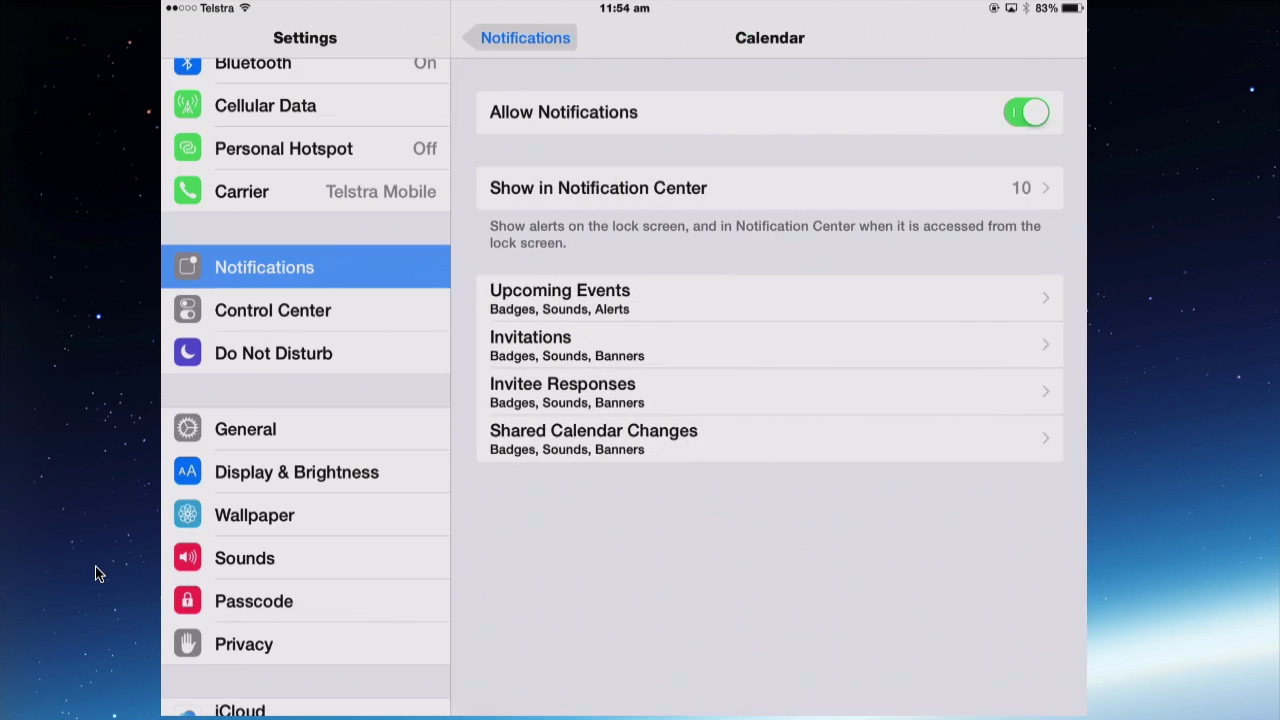 Telstra
11:54 am
83%
Settings
Notifications
Calendar
Bluetooth
On
Cellular Data
Personal Hotspot
Off
Carrier
Telstra Mobile
Notifications
Control Center
Do Not Disturb
General
AA
Display & Brightness
Wallpaper
Sounds
Passcode
Privacy
iCloud
Allow Notifications
Show in Notification Center
10
Show alerts on the lock screen, and in Notification Center when it is accessed from the
lock screen.
Upcoming Events
Badges, Sounds, Alerts
Invitations
Badges, Sounds, Banners
Invitee Responses
Badges, Sounds, Banners
Shared Calendar Changes
Badges, Sounds, Banners